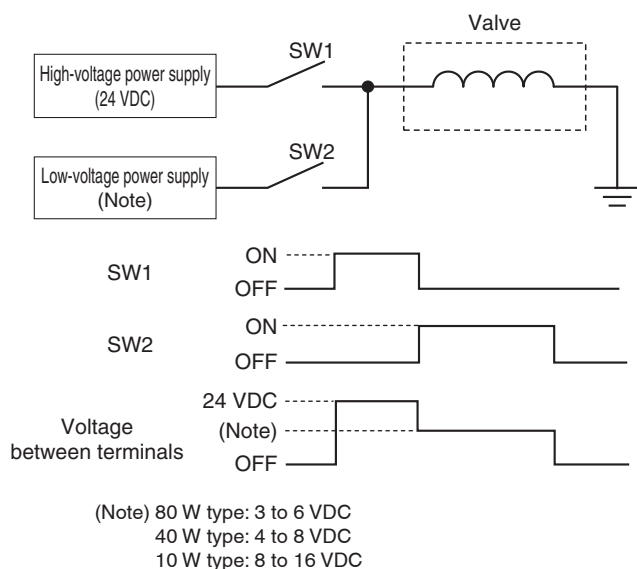 Valve
SW1
High-voltage power supply
(24 VDC)
SW2
Low-voltage power supply
(Note)
ON
SW1
OFF
ON
SW2
OFF
24 VDC
Voltage
between terminals
(Note)
OFF
(Note) 80 W type: 3 to 6 VDC
40 W type: 4 to 8 VDC
10 W type: 8 to 16 VDC